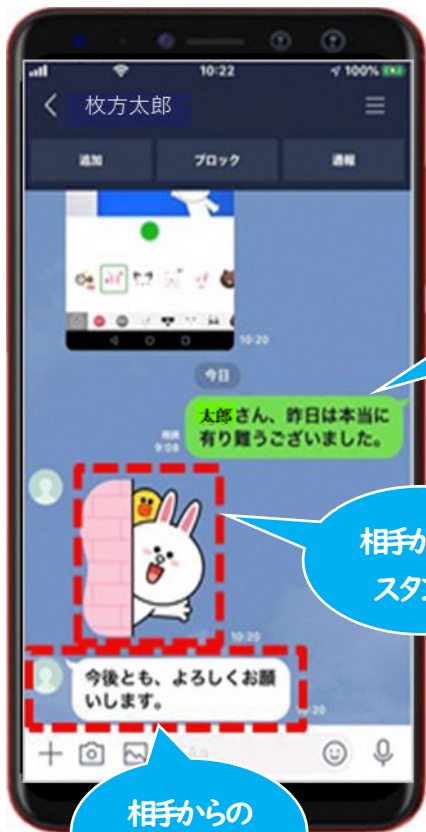 10:22
100%
枚方太郎
追加
ブロック
通報
10:20
今日
太郎さん、昨日は本当に
有り難うございました。
既読
9:08
相手か
スタン
10:20
今後とも、よろしくお願
いします。
10:20
Aa
相手からの